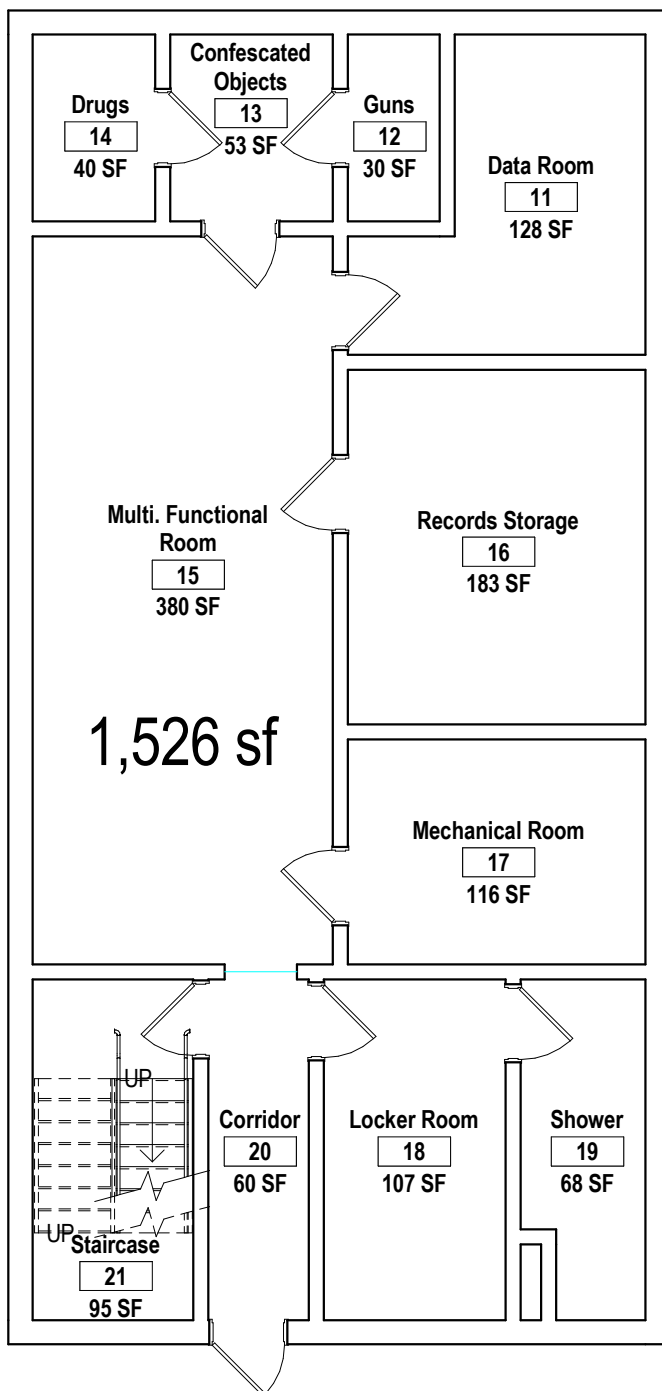 Confescated
Objects
13
53 SF
Drugs
14
40 SF
Guns
12
30 SF
Data Room
11
128 SF
Multi. Functional
Room
15
380 SF
Records Storage
16
183 SF
1,526 sf
Mechanical Room
17
116 SF
UP
UP
Staircase
21
95 SF
Corridor
20
60 SF
Locker Room
18
107 SF
Shower
19
68 SF